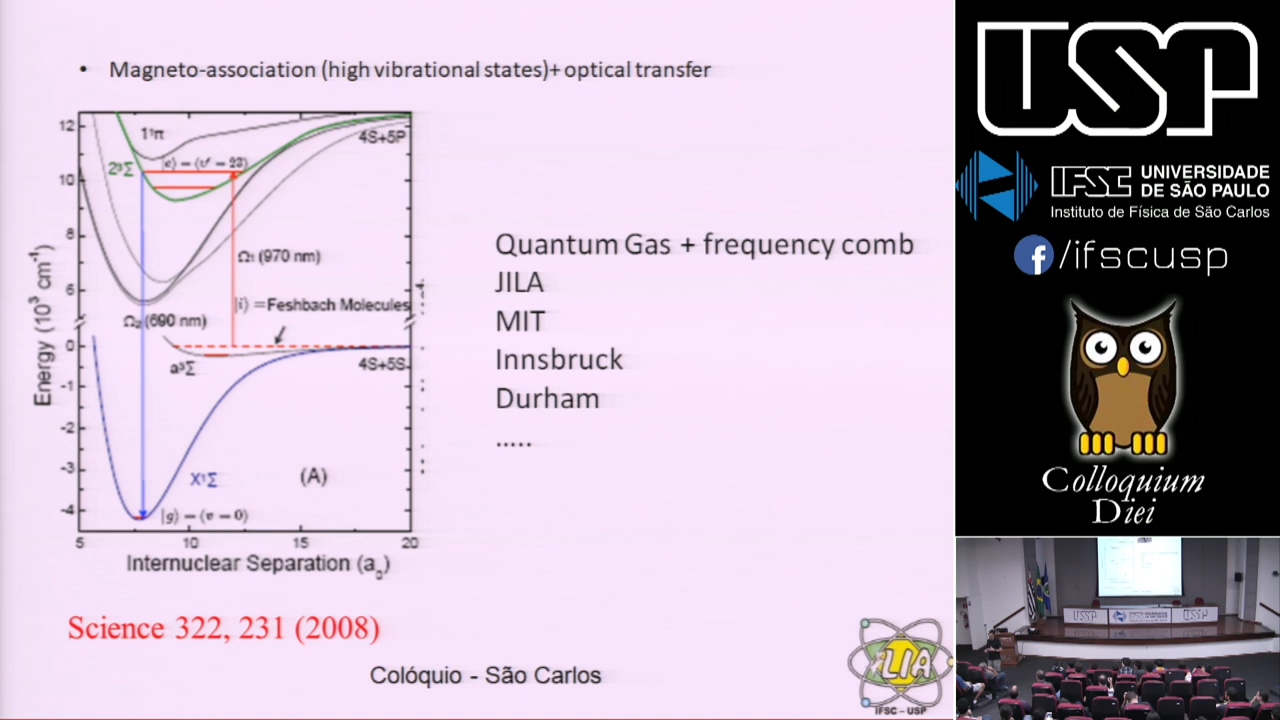 • Magneto-association (high vibrational states)+ optical transfer
12
10
8
6
0
-1
-2
-3
-4
Energy (10³ cm⁻¹)
1¹π
2³Σ
|e⟩ = (v' = 23)
4S+5P
Ω₁ (970 nm)
|i⟩ = Feshbach Molecules
Ω₂ (690 nm)
a³Σ
4S+5S
X¹Σ
(A)
|g⟩ = (v = 0)
5
10
15
20
Internuclear Separation (a₀)
Quantum Gas + frequency comb
JILA
MIT
Innsbruck
Durham
.....
Science 322, 231 (2008)
Colóquio - São Carlos
LIA
IFSC - USP
USP
IFSC UNIVERSIDADE
DE SÃO PAULO
Instituto de Física de São Carlos
f/ifscusp
Colloquium
Diei